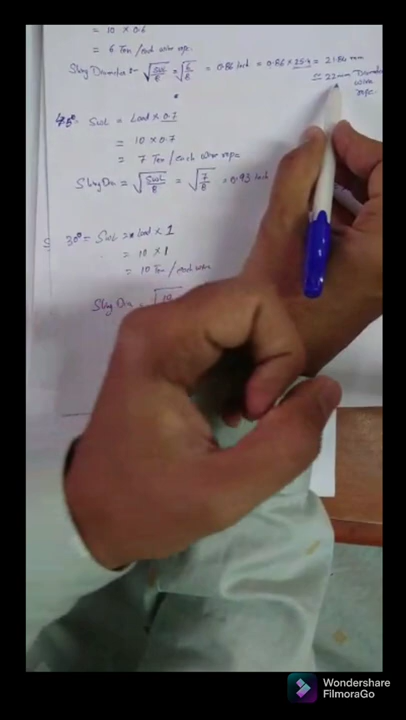 = 10 x 0.6
= 6 Ton / each wire rope.
Sling Diameter = √SWL/8 = √6/8 = 0.86 Inch = 0.86 x 25.4 = 21.84 mm
≃ 22 mm Diameter wire rope.
45° = SWL = Load x 0.7
= 10 x 0.7
= 7 Ton / each wire rope
Sling Dia = √SWL/8 = √7/8 = 0.93 Inch
30° = SWL = Load x 1
= 10 x 1
= 10 Ton / each wire
Sling Dia = √10
Wondershare
FilmoraGo